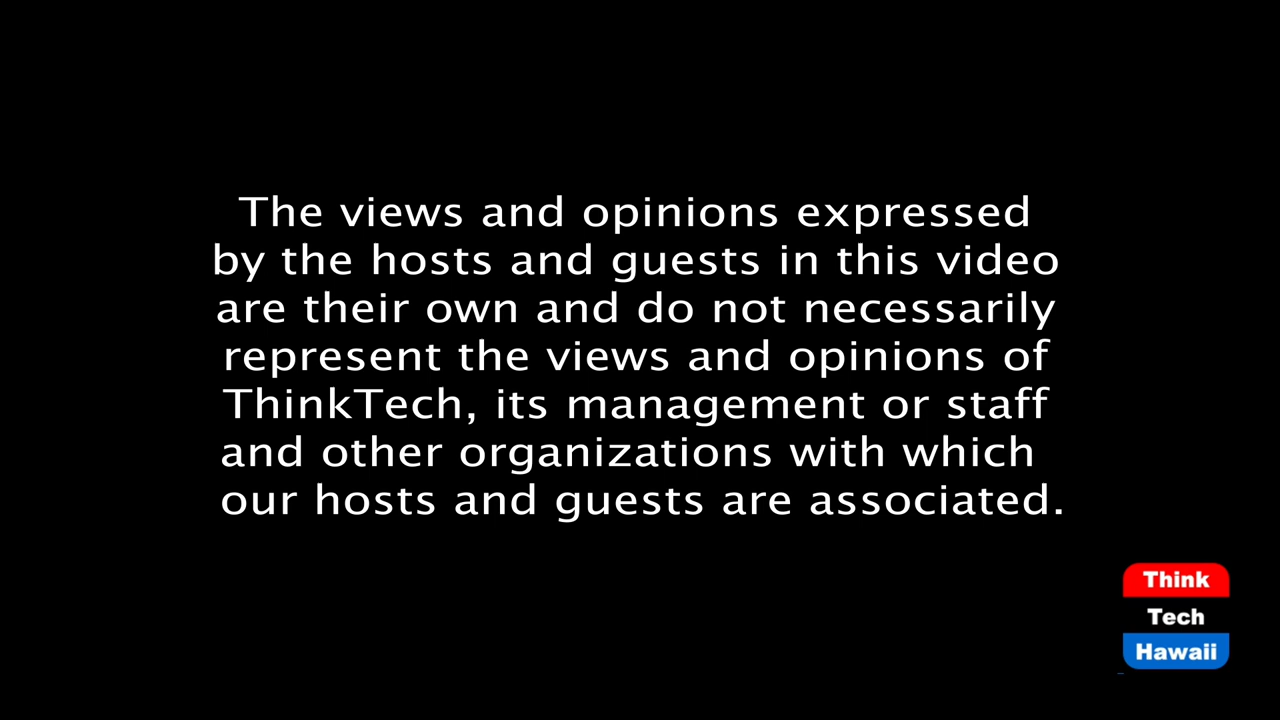 The views and opinions expressed
by the hosts and guests in this video
are their own and do not necessarily
represent the views and opinions of
ThinkTech, its management or staff
and other organizations with which
our hosts and guests are associated.
Think
Tech
Hawaii